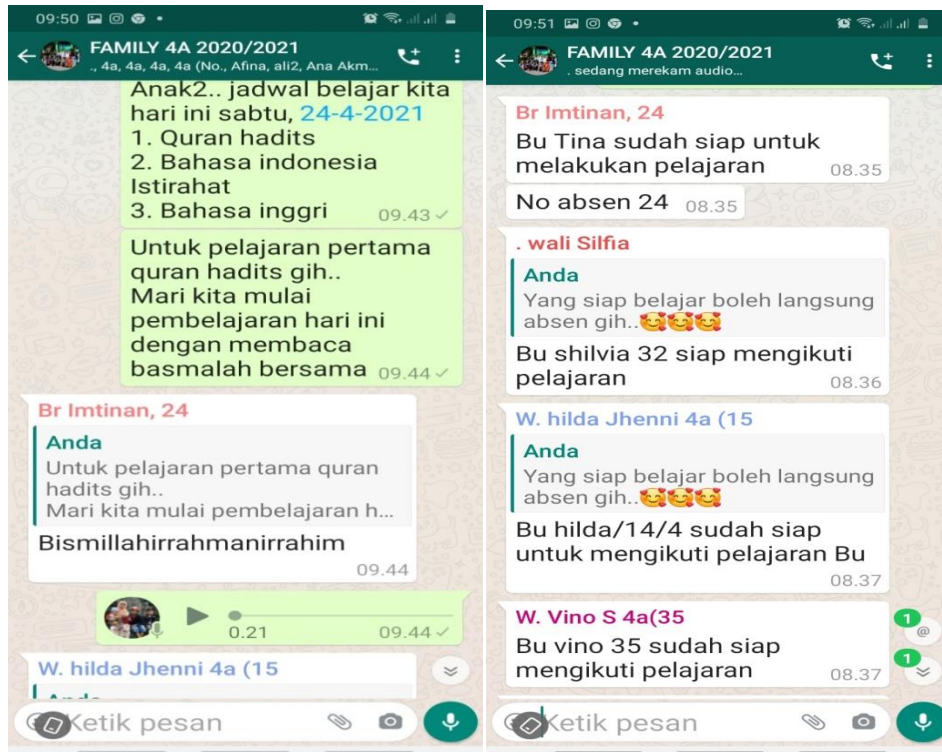 09:50
FAMILY 4A 2020/2021
., 4a, 4a, 4a, 4a (No., Afina, ali2, Ana Akm...
Anak2.. jadwal belajar kita
hari ini sabtu, 24-4-2021
1. Quran hadits
2. Bahasa indonesia
Istirahat
3. Bahasa inggri 09.43
Untuk pelajaran pertama
quran hadits gih..
Mari kita mulai
pembelajaran hari ini
dengan membaca
basmalah bersama 09.44
Br Imtinan, 24
Anda
Untuk pelajaran pertama quran
hadits gih..
Mari kita mulai pembelajaran h...
Bismillahirrahmanirrahim
09.44
0.21 09.44
W. hilda Jhenni 4a (15
Anda
Ketik pesan
09:51
FAMILY 4A 2020/2021
. sedang merekam audio...
Br Imtinan, 24
Bu Tina sudah siap untuk
melakukan pelajaran 08.35
No absen 24 08.35
. wali Silfia
Anda
Yang siap belajar boleh langsung
absen gih..🥰🥰🥰
Bu shilvia 32 siap mengikuti
pelajaran 08.36
W. hilda Jhenni 4a (15
Anda
Yang siap belajar boleh langsung
absen gih..🥰🥰🥰
Bu hilda/14/4 sudah siap
untuk mengikuti pelajaran Bu
08.37
W. Vino S 4a(35
Bu vino 35 sudah siap
mengikuti pelajaran 08.37
1
@
1
Ketik pesan